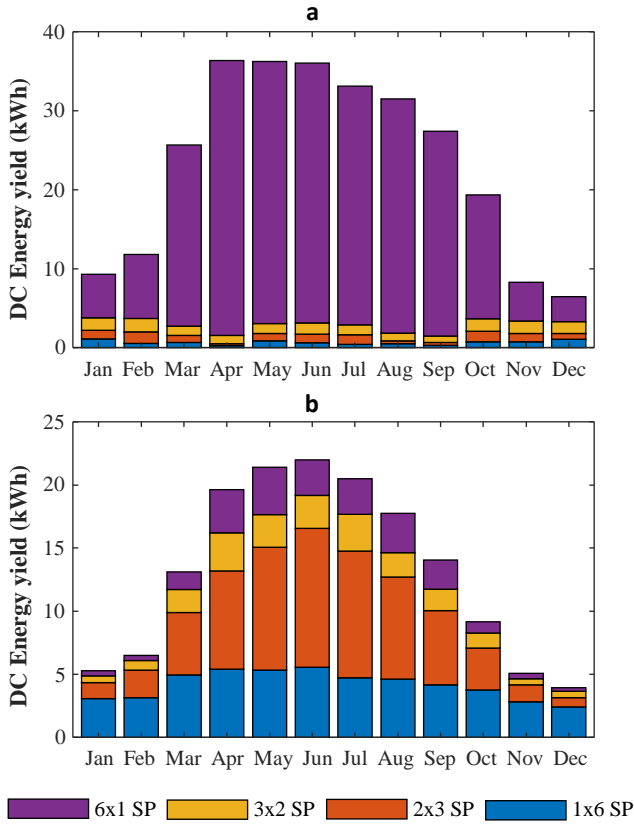 a
40
30
20
10
0
DC Energy yield (kWh)
Jan Feb Mar Apr May Jun Jul Aug Sep Oct Nov Dec
b
25
20
15
10
5
0
DC Energy yield (kWh)
Jan Feb Mar Apr May Jun Jul Aug Sep Oct Nov Dec
6x1 SP 3x2 SP 2x3 SP 1x6 SP